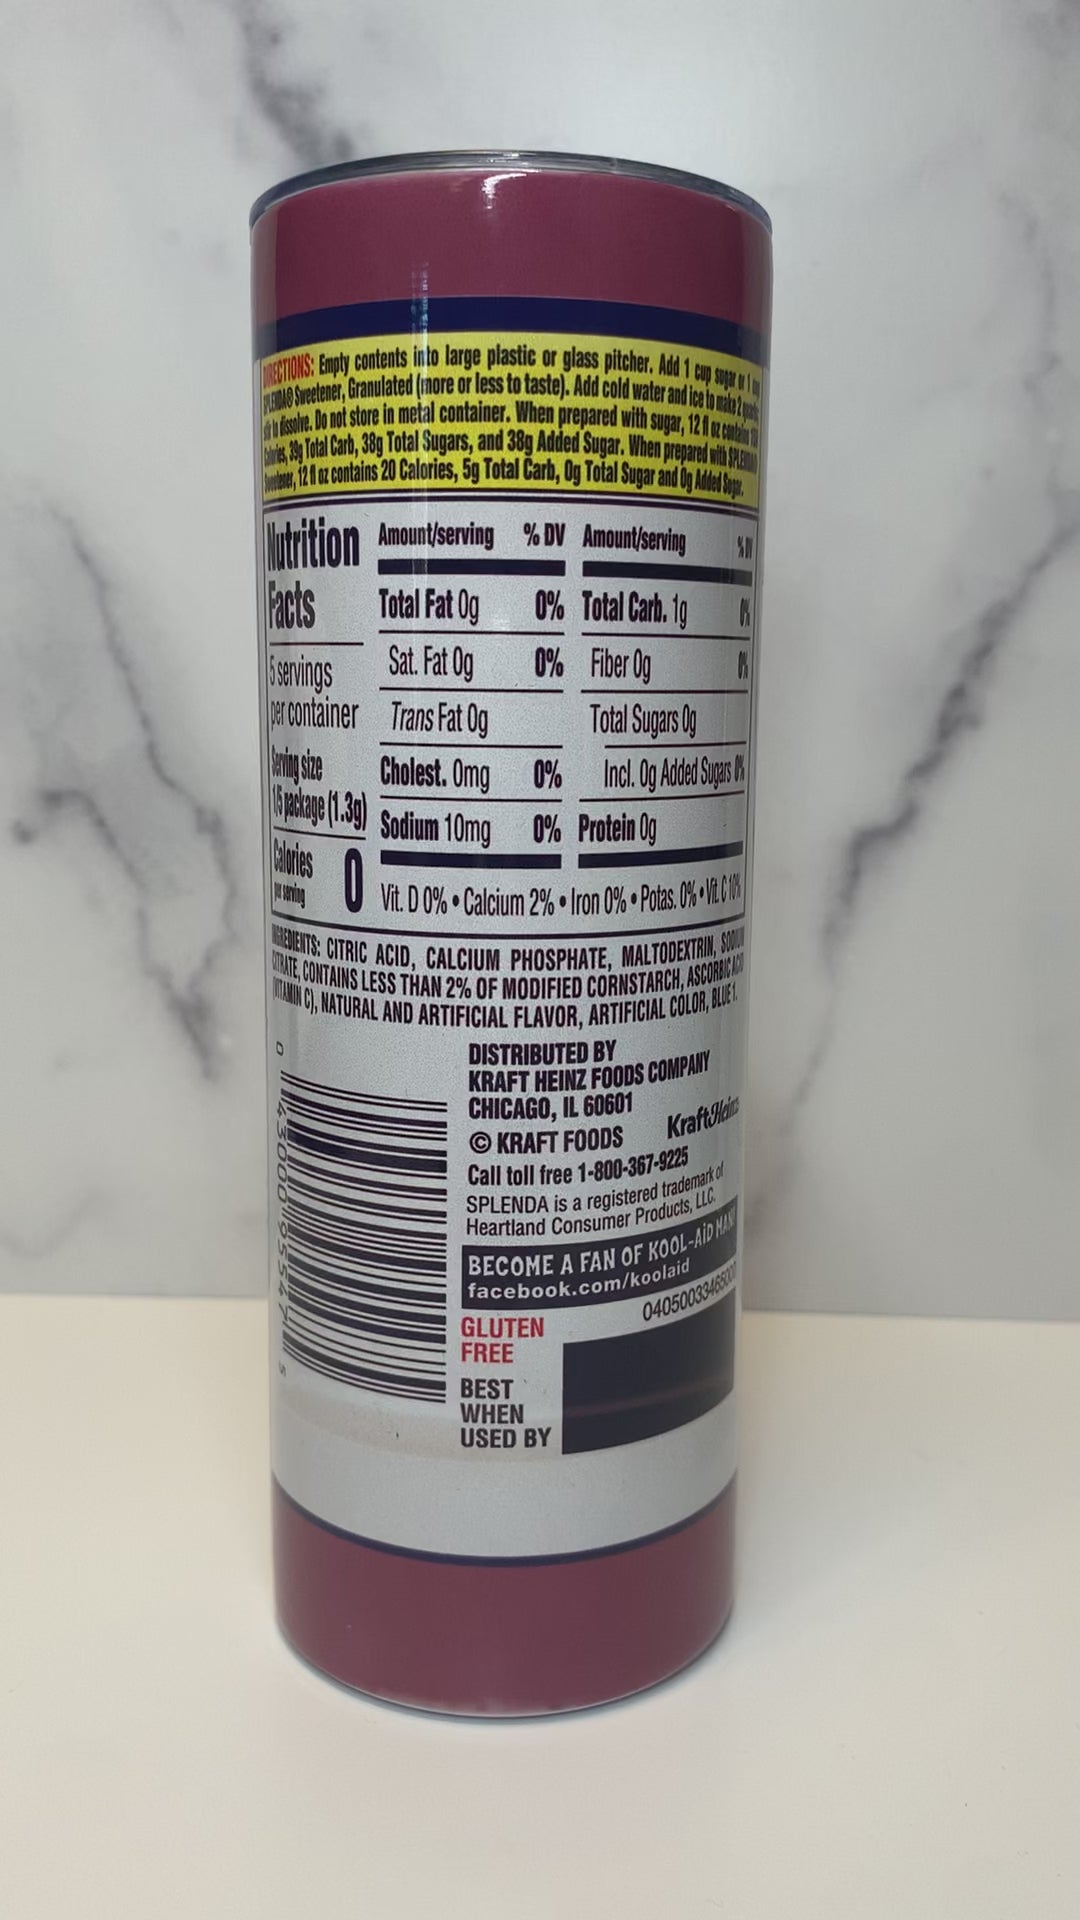 DIRECTIONS: Empty contents into large plastic or glass pitcher. Add 1 cup sugar or 1 cup
SPLENDA® Sweetener, Granulated (more or less to taste). Add cold water and ice to make 2 quarts
stir to dissolve. Do not store in metal container. When prepared with sugar, 12 fl oz contains
Calories, 39g Total Carb, 38g Total Sugars, and 38g Added Sugar. When prepared with SPLENDA
Sweetener, 12 fl oz contains 20 Calories, 5g Total Carb, 0g Total Sugar and 0g Added Sugar.
Nutrition
Facts
5 servings
per container
Serving size
1/5 package (1.3g)
Calories
per serving
0
Amount/serving % DV
Total Fat 0g 0%
Sat. Fat 0g 0%
Trans Fat 0g
Cholest. 0mg 0%
Sodium 10mg 0%
Amount/serving % DV
Total Carb. 1g 0%
Fiber 0g 0%
Total Sugars 0g
Incl. 0g Added Sugars 0%
Protein 0g
Vit. D 0% • Calcium 2% • Iron 0% • Potas. 0% • Vit. C 10%
INGREDIENTS: CITRIC ACID, CALCIUM PHOSPHATE, MALTODEXTRIN, SODIUM
CITRATE, CONTAINS LESS THAN 2% OF MODIFIED CORNSTARCH, ASCORBIC ACID
(VITAMIN C), NATURAL AND ARTIFICIAL FLAVOR, ARTIFICIAL COLOR, BLUE 1.
0 43000 95547 5
DISTRIBUTED BY
KRAFT HEINZ FOODS COMPANY
CHICAGO, IL 60601
KraftHeinz
© KRAFT FOODS
Call toll free 1-800-367-9225
SPLENDA is a registered trademark of
Heartland Consumer Products, LLC.
BECOME A FAN OF KOOL-AID MAN!
facebook.com/koolaid
GLUTEN
FREE
BEST
WHEN
USED BY